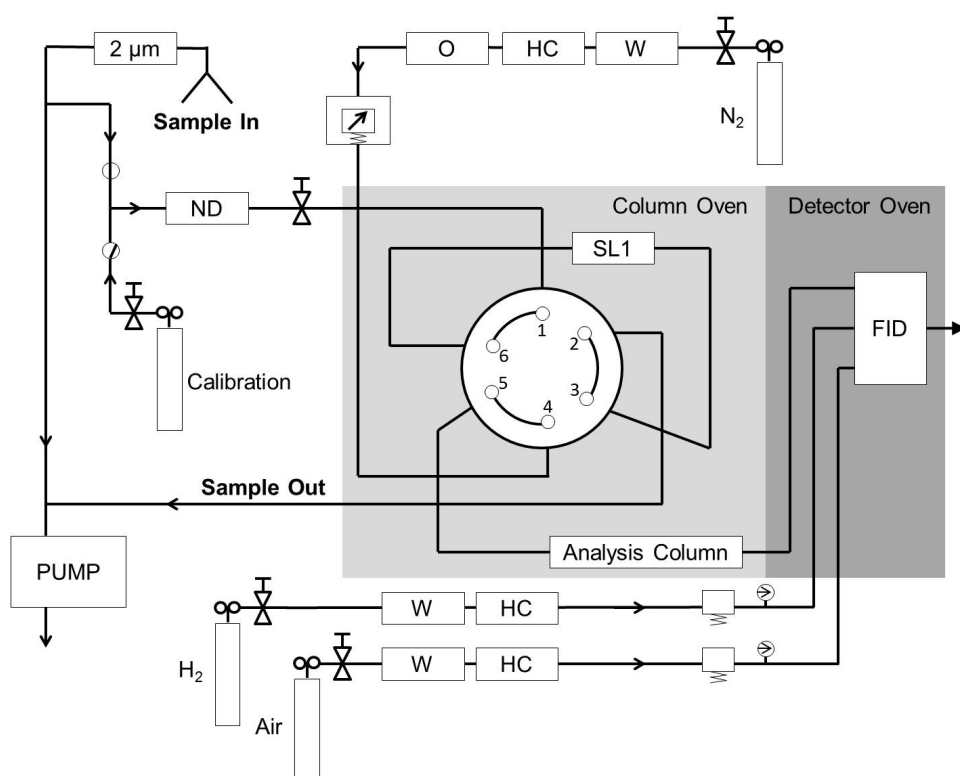 2 µm
O
HC
W
Sample In
N₂
ND
Column Oven
Detector Oven
SL1
FID
1
2
6
5
3
4
Calibration
Sample Out
Analysis Column
PUMP
W
HC
H₂
W
HC
Air